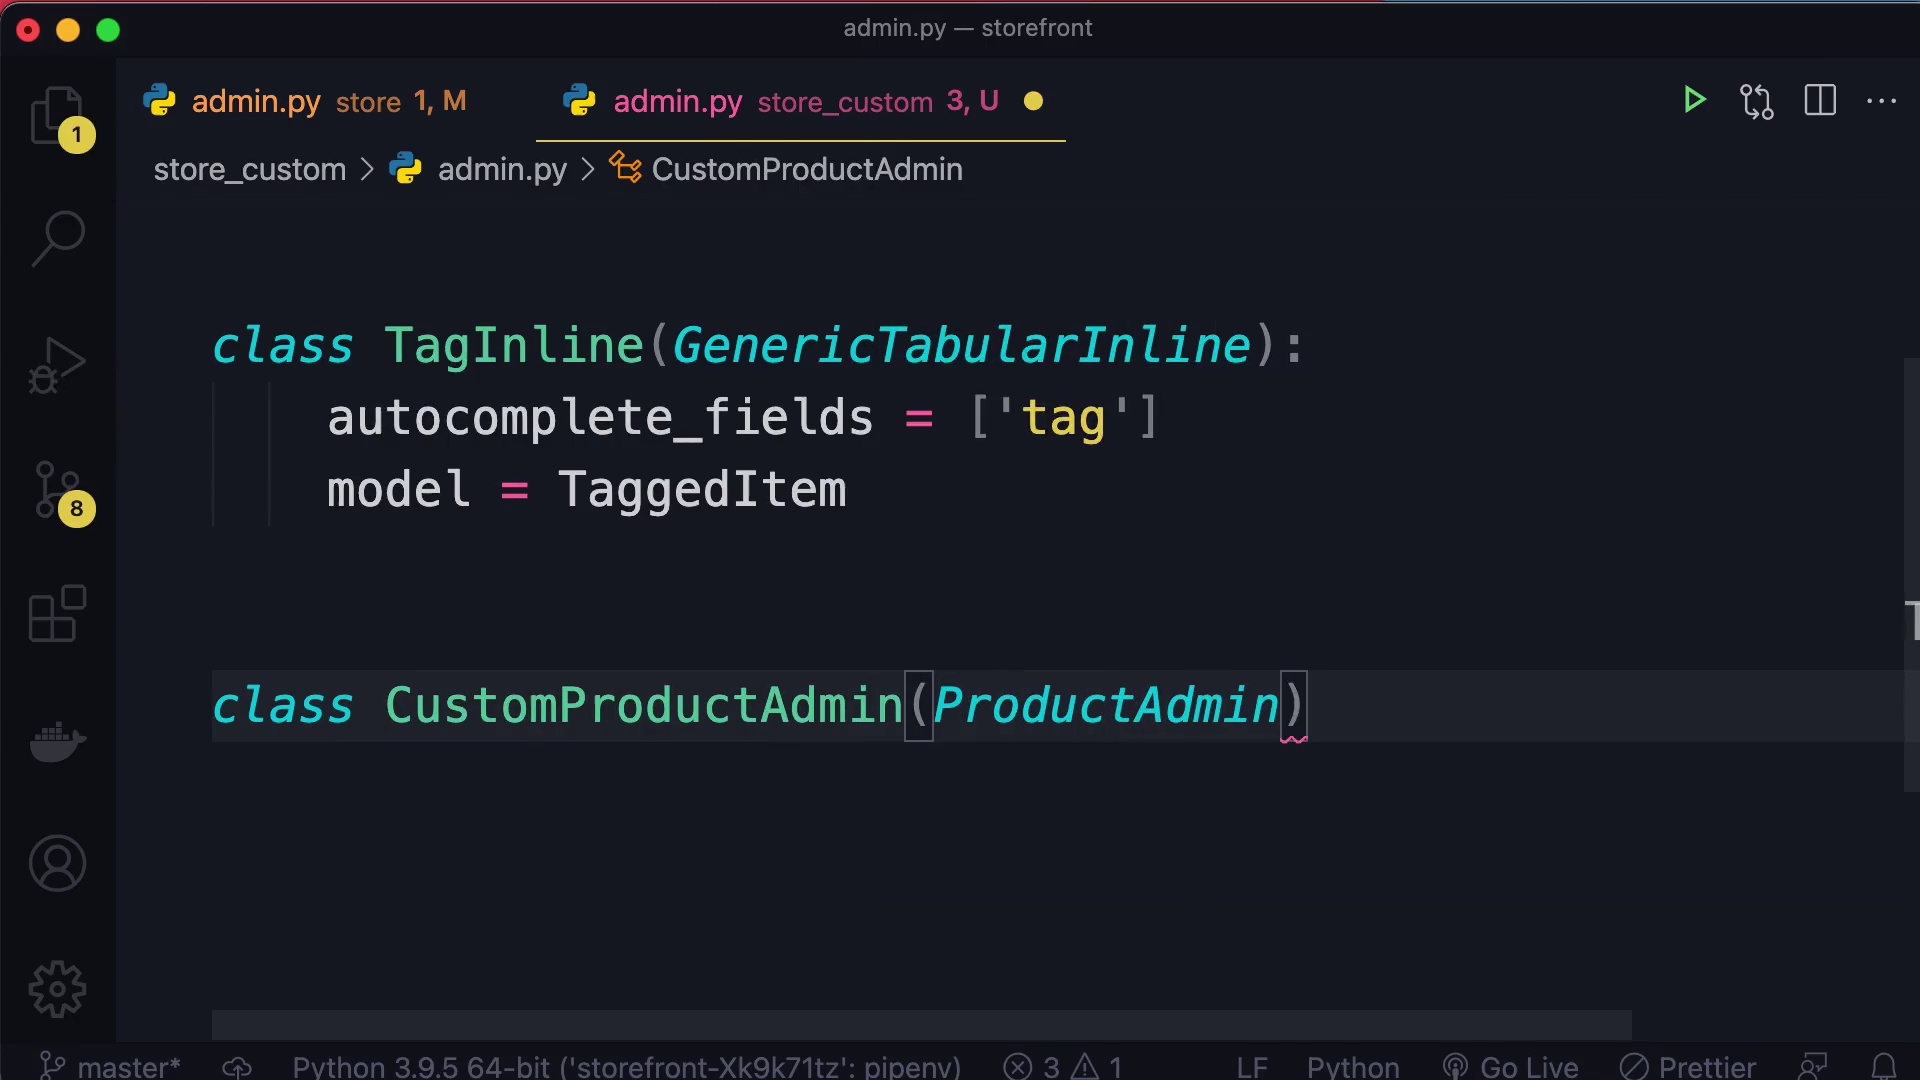 admin.py — storefront
admin.py store 1, M
admin.py store_custom 3, U
store_custom > admin.py > CustomProductAdmin
1
8
class TagInline(GenericTabularInline):
autocomplete_fields = ['tag']
model = TaggedItem
class CustomProductAdmin(ProductAdmin)
master* Python 3.9.5 64-bit ('storefront-Xk9k71tz': pipenv) 3 1 LF Python Go Live Prettier